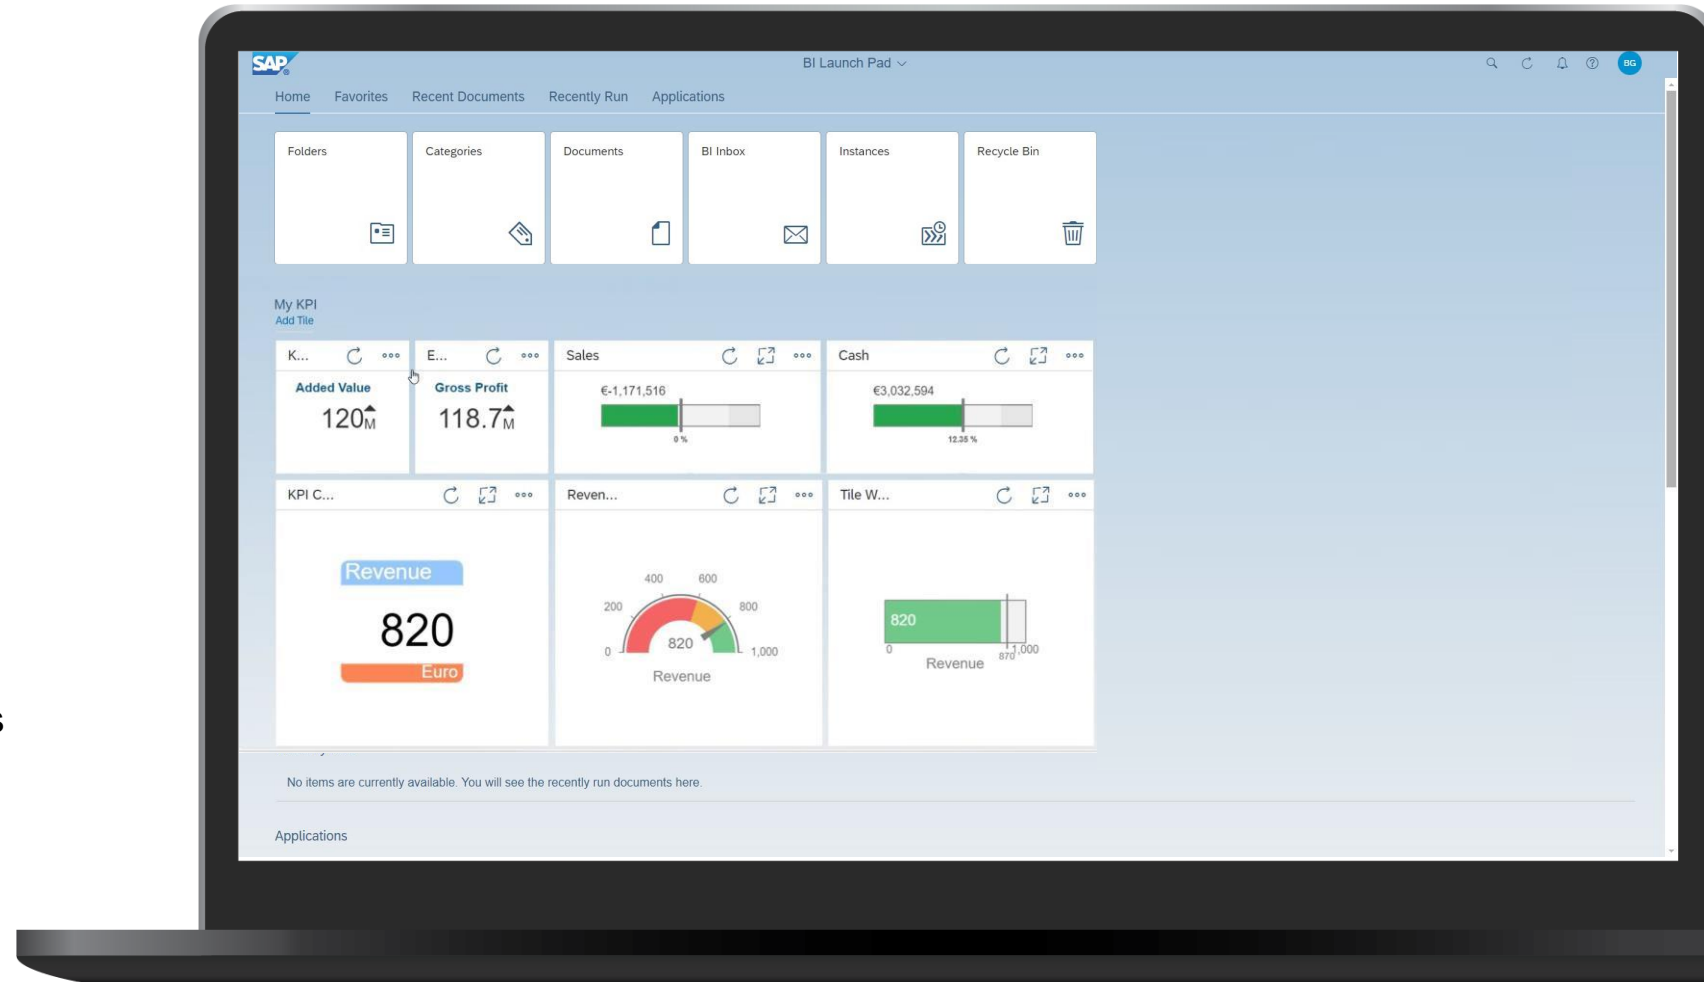 SAP
BI Launch Pad
BG
Home Favorites Recent Documents Recently Run Applications
Folders Categories Documents BI Inbox Instances Recycle Bin
My KPI
Add Tile
K... E... Sales Cash
Added Value
120M
Gross Profit
118.7M
€-1,171,516
0 %
€3,032,594
12.35 %
KPI C... Reven... Tile W...
Revenue
820
Euro
400 600
200 800
820
0 1,000
Revenue
820
0 870 1,000
Revenue
s
No items are currently available. You will see the recently run documents here.
Applications